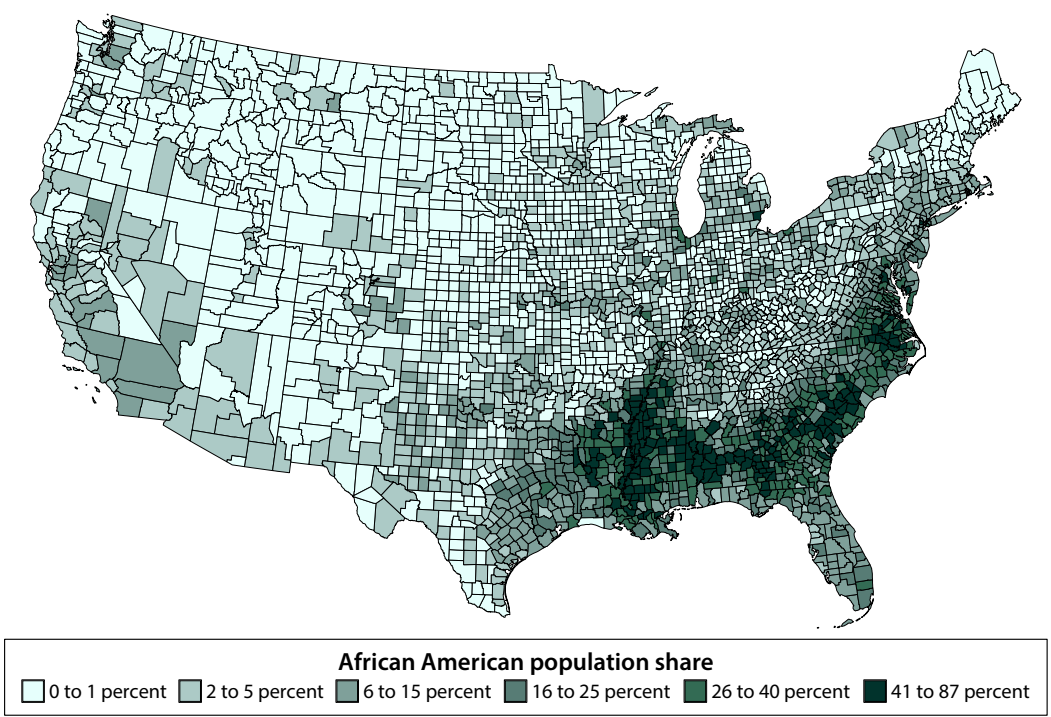 African American population share
0 to 1 percent 2 to 5 percent 6 to 15 percent 16 to 25 percent 26 to 40 percent 41 to 87 percent